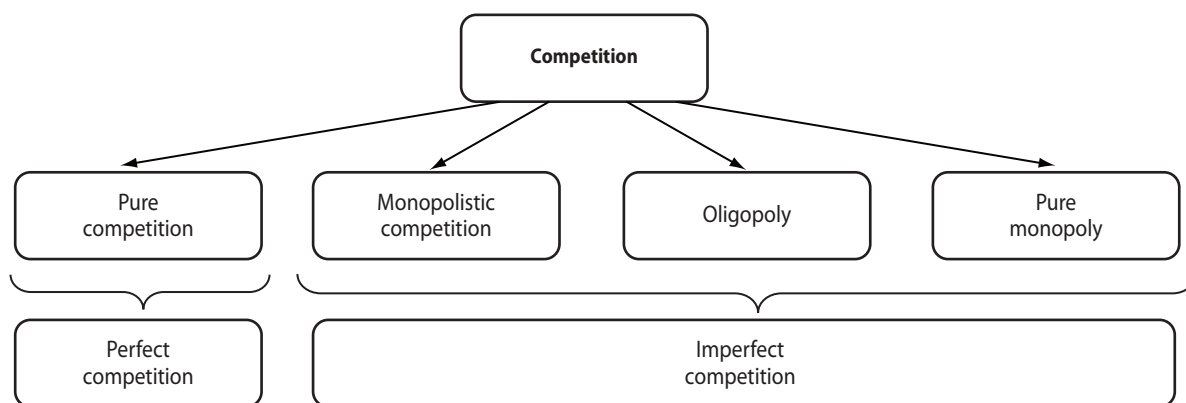 Competition
Pure
competition
Monopolistic
competition
Oligopoly
Pure
monopoly
Perfect
competition
Imperfect
competition